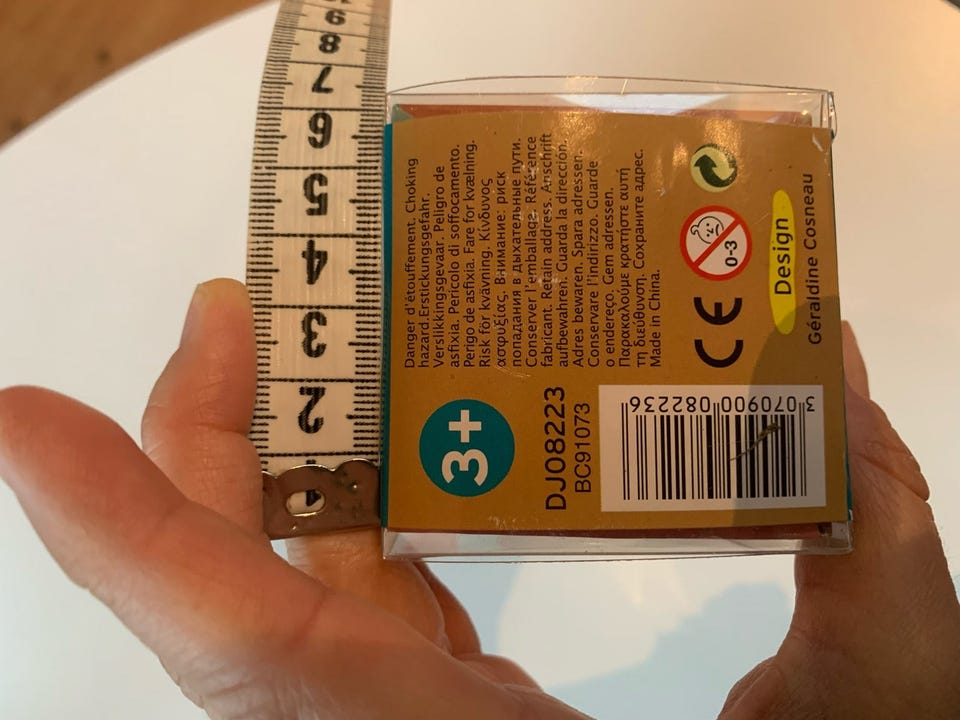 Danger d'étouffement. Choking
hazard. Erstickungsgefahr.
Verslikkingsgevaar. Peligro de
asfixia. Pericolo di soffocamento.
Perigo de asfixia. Fare for kvælning.
Risk för kvävning. Κίνδυνος
ασφυξίας. Внимание: риск
попадания в дыхательные пути.
Conserver l'emballage. Référence
fabricant. Retain address. Anschrift
aufbewahren. Guarda la dirección.
Adres bewaren. Spara adressen.
Conservare l'indirizzo. Guarde
o endereço. Gem adressen.
Παρακαλούμε κρατήστε αυτή
τη διεύθυνση. Сохраните адрес.
Made in China.
3+
DJ08223
BC91073
0-3
CE
Design
Géraldine Cosneau
3 070900 082236
1
2
3
4
5
6
7
8
9